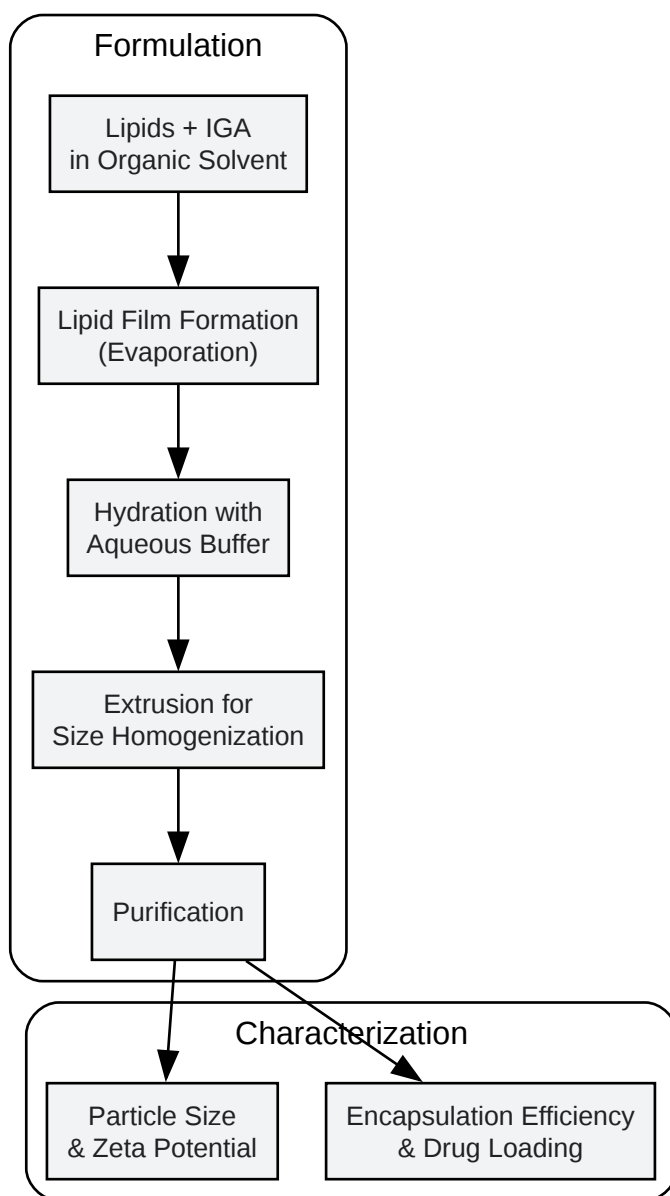 Formulation
Lipids + IGA
in Organic Solvent
Lipid Film Formation
(Evaporation)
Hydration with
Aqueous Buffer
Extrusion for
Size Homogenization
Purification
Characterization
Particle Size
& Zeta Potential
Encapsulation Efficiency
& Drug Loading